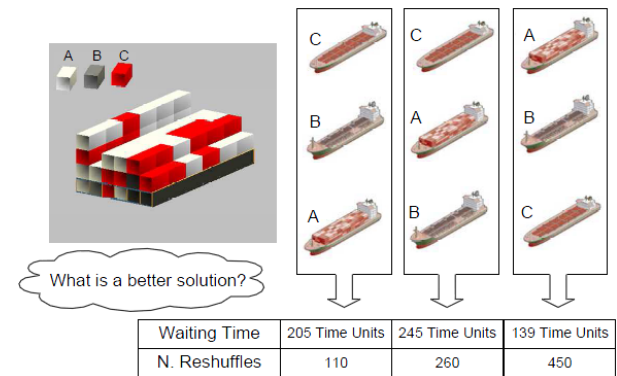 A B C
C
B
A
C
A
B
A
B
C
What is a better solution?
Waiting Time 205 Time Units 245 Time Units 139 Time Units
N. Reshuffles 110 260 450